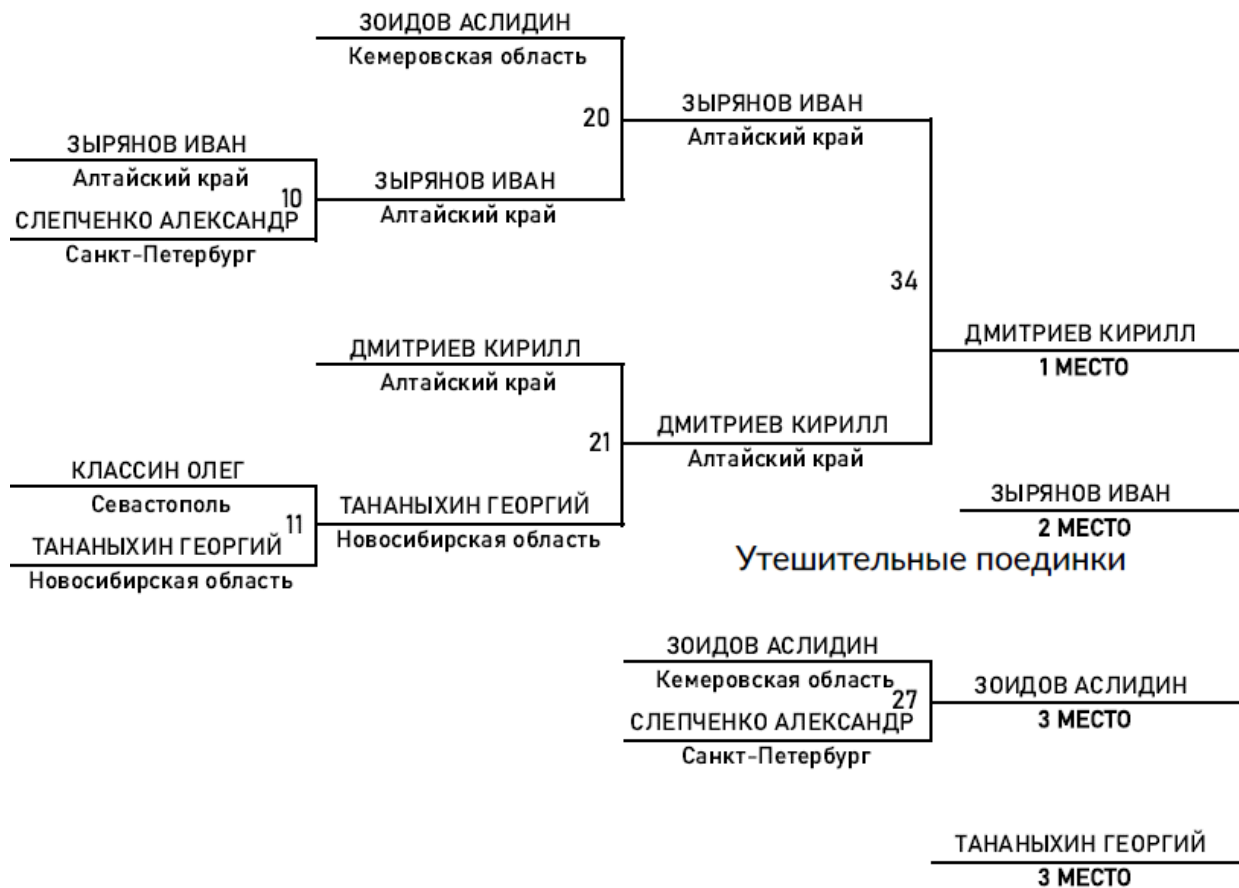 ЗОИДОВ АСЛИДИН
Кемеровская область
20
ЗЫРЯНОВ ИВАН
Алтайский край
ЗЫРЯНОВ ИВАН
Алтайский край
10
СЛЕПЧЕНКО АЛЕКСАНДР
Санкт-Петербург
ЗЫРЯНОВ ИВАН
Алтайский край
34
ДМИТРИЕВ КИРИЛЛ
1 МЕСТО
ДМИТРИЕВ КИРИЛЛ
Алтайский край
21
ДМИТРИЕВ КИРИЛЛ
Алтайский край
КЛАССИН ОЛЕГ
Севастополь
11
ТАНАНЫХИН ГЕОРГИЙ
Новосибирская область
ТАНАНЫХИН ГЕОРГИЙ
Новосибирская область
ЗЫРЯНОВ ИВАН
2 МЕСТО
Утешительные поединки
ЗОИДОВ АСЛИДИН
Кемеровская область
27
СЛЕПЧЕНКО АЛЕКСАНДР
Санкт-Петербург
ЗОИДОВ АСЛИДИН
3 МЕСТО
ТАНАНЫХИН ГЕОРГИЙ
3 МЕСТО